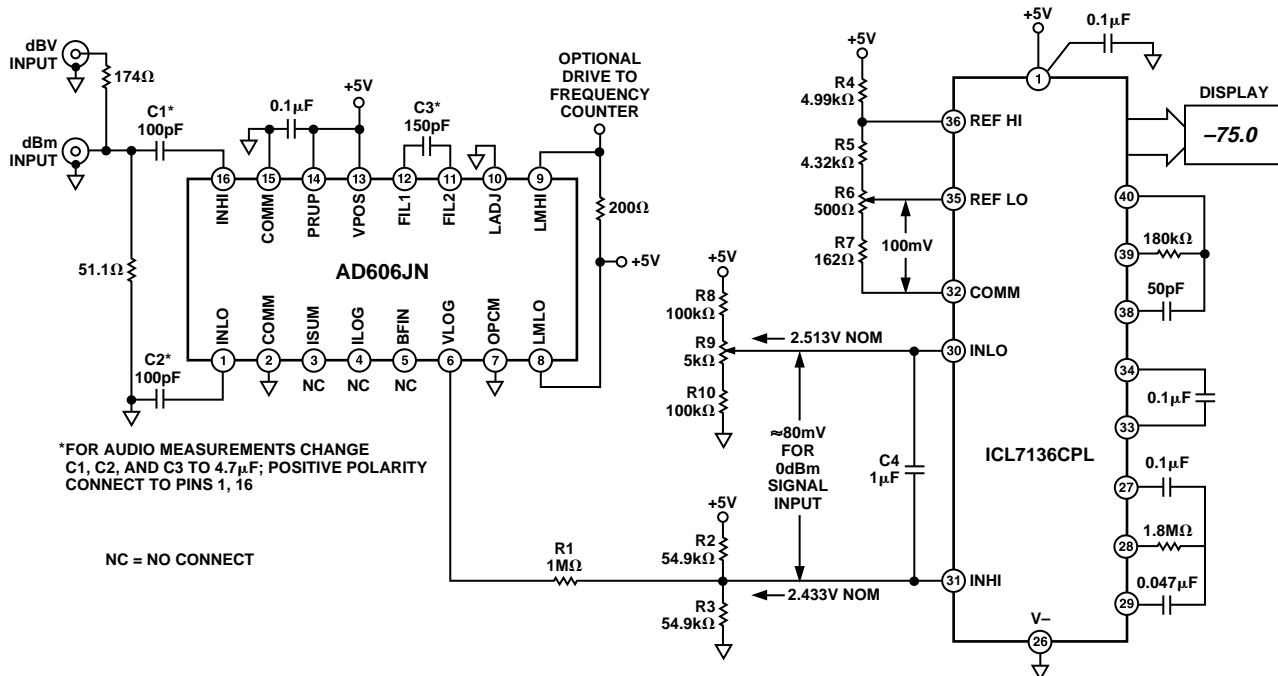 dBV
INPUT
174Ω
dBm
INPUT
C1*
100pF
0.1μF
+5V
C3*
150pF
OPTIONAL
DRIVE TO
FREQUENCY
COUNTER
16
15
14
13
12
11
10
9
INHI
COMM
PRUP
VPOS
FIL1
FIL2
LADJ
LMHI
200Ω
+5V
51.1Ω
AD606JN
INLO
COMM
ISUM
ILOG
BFIN
VLOG
OPCM
LMLO
1
2
3
4
5
6
7
8
C2*
100pF
NC
NC
NC
*FOR AUDIO MEASUREMENTS CHANGE
C1, C2, AND C3 TO 4.7μF; POSITIVE POLARITY
CONNECT TO PINS 1, 16
NC = NO CONNECT
R1
1MΩ
+5V
R2
54.9kΩ
R3
54.9kΩ
2.433V NOM
+5V
R8
100kΩ
R9
5kΩ
R10
100kΩ
2.513V NOM
≈80mV
FOR
0dBm
SIGNAL
INPUT
C4
1μF
+5V
R4
4.99kΩ
R5
4.32kΩ
R6
500Ω
R7
162Ω
100mV
+5V
0.1μF
1
36 REF HI
35 REF LO
32 COMM
30 INLO
31 INHI
V–
26
ICL7136CPL
DISPLAY
–75.0
40
180kΩ
39
50pF
38
34
0.1μF
33
0.1μF
27
1.8MΩ
28
0.047μF
29